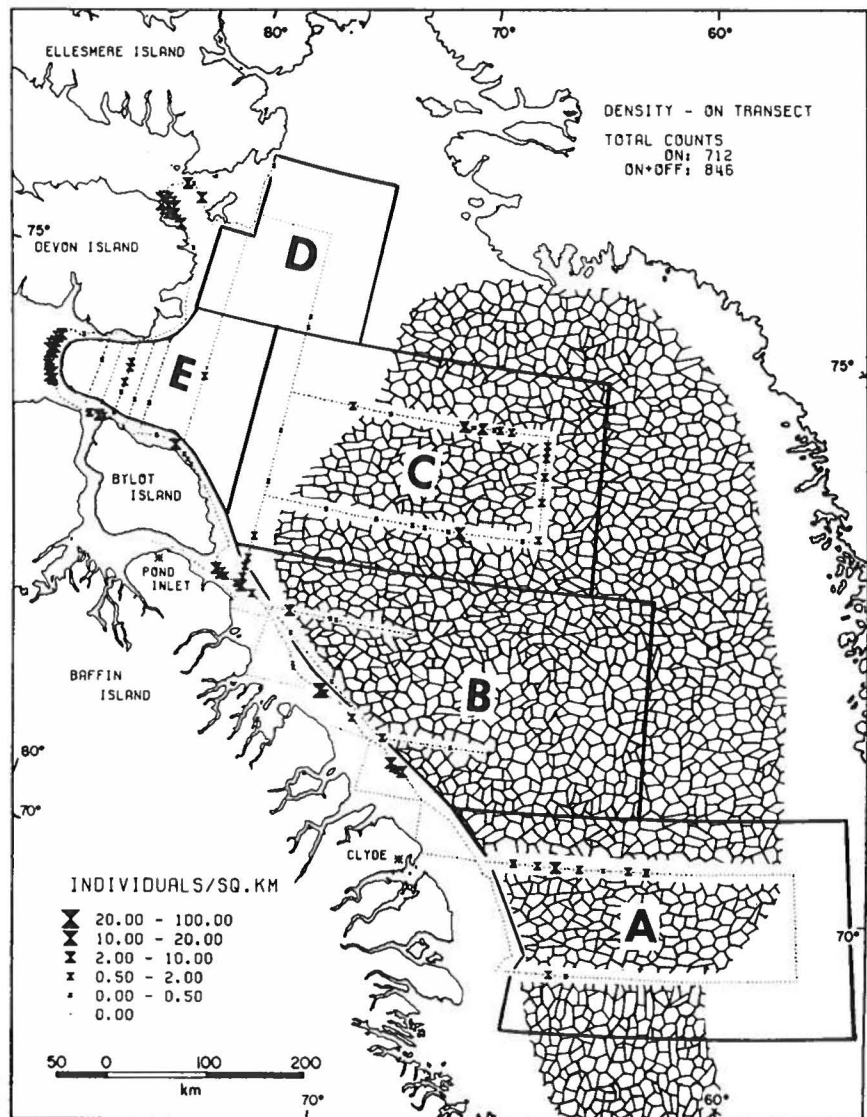 80°
70°
60°
ELLESMERE ISLAND
DENSITY - ON TRANSECT
TOTAL COUNTS
ON: 712
ON+OFF: 846
75°
DEVON ISLAND
D
75°
E
C
BYLOT
ISLAND
POND
INLET
BAFFIN
ISLAND
B
80°
70°
CLYDE
INDIVIDUALS/SQ.KM
20.00 - 100.00
10.00 - 20.00
2.00 - 10.00
0.50 - 2.00
0.00 - 0.50
0.00
A
70°
50 0 100 200
km
70°
60°